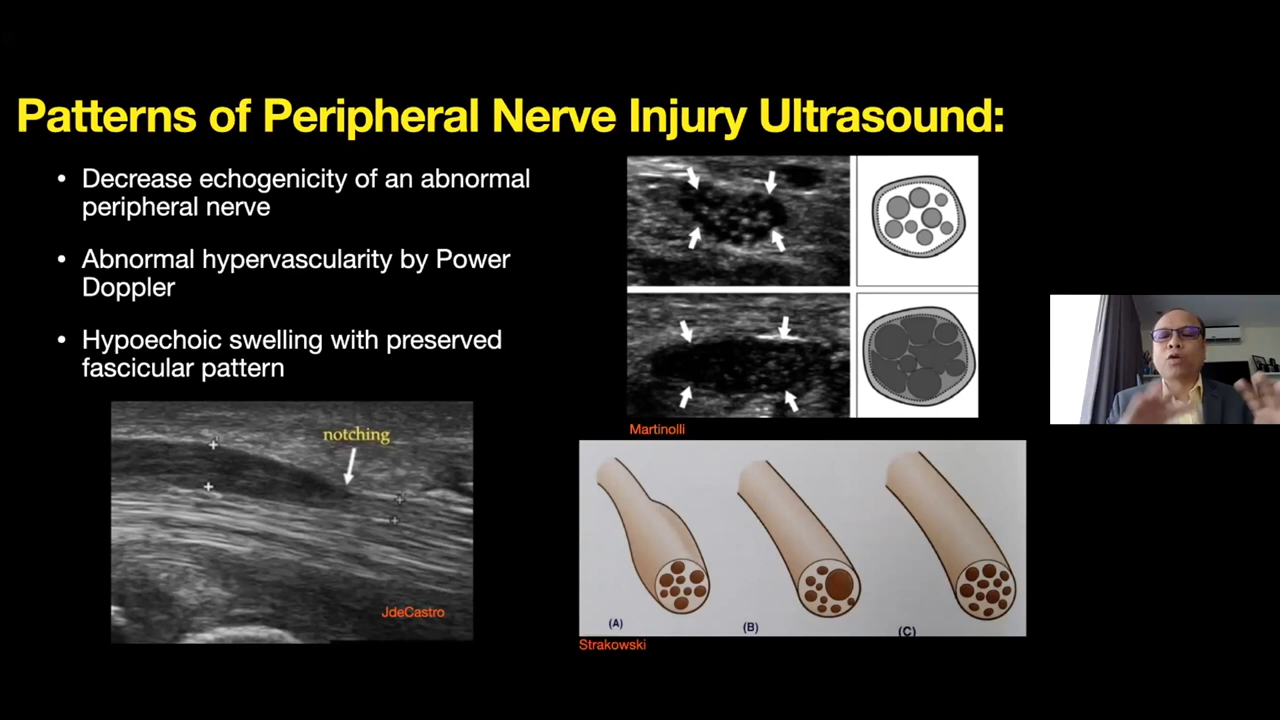 Patterns of Peripheral Nerve Injury Ultrasound:
• Decrease echogenicity of an abnormal
peripheral nerve
• Abnormal hypervascularity by Power
Doppler
• Hypoechoic swelling with preserved
fascicular pattern
notching
JdeCastro
Martinolli
(A)
(B)
(C)
Strakowski